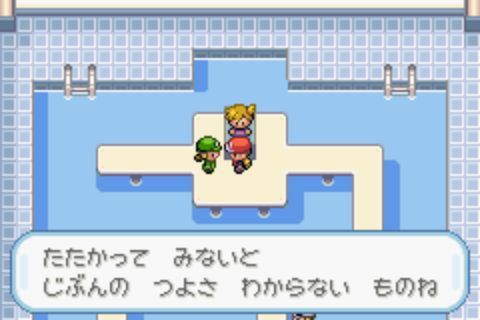 たたかって　みないと
じぶんの　つよさ　わからない　ものね